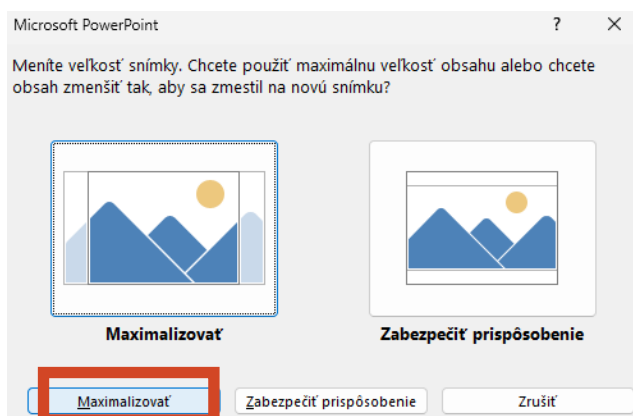 Microsoft PowerPoint ? ×
Meníte veľkosť snímky. Chcete použiť maximálnu veľkosť obsahu alebo chcete
obsah zmenšiť tak, aby sa zmestil na novú snímku?
Maximalizovať Zabezpečiť prispôsobenie
Maximalizovať Zabezpečiť prispôsobenie Zrušiť